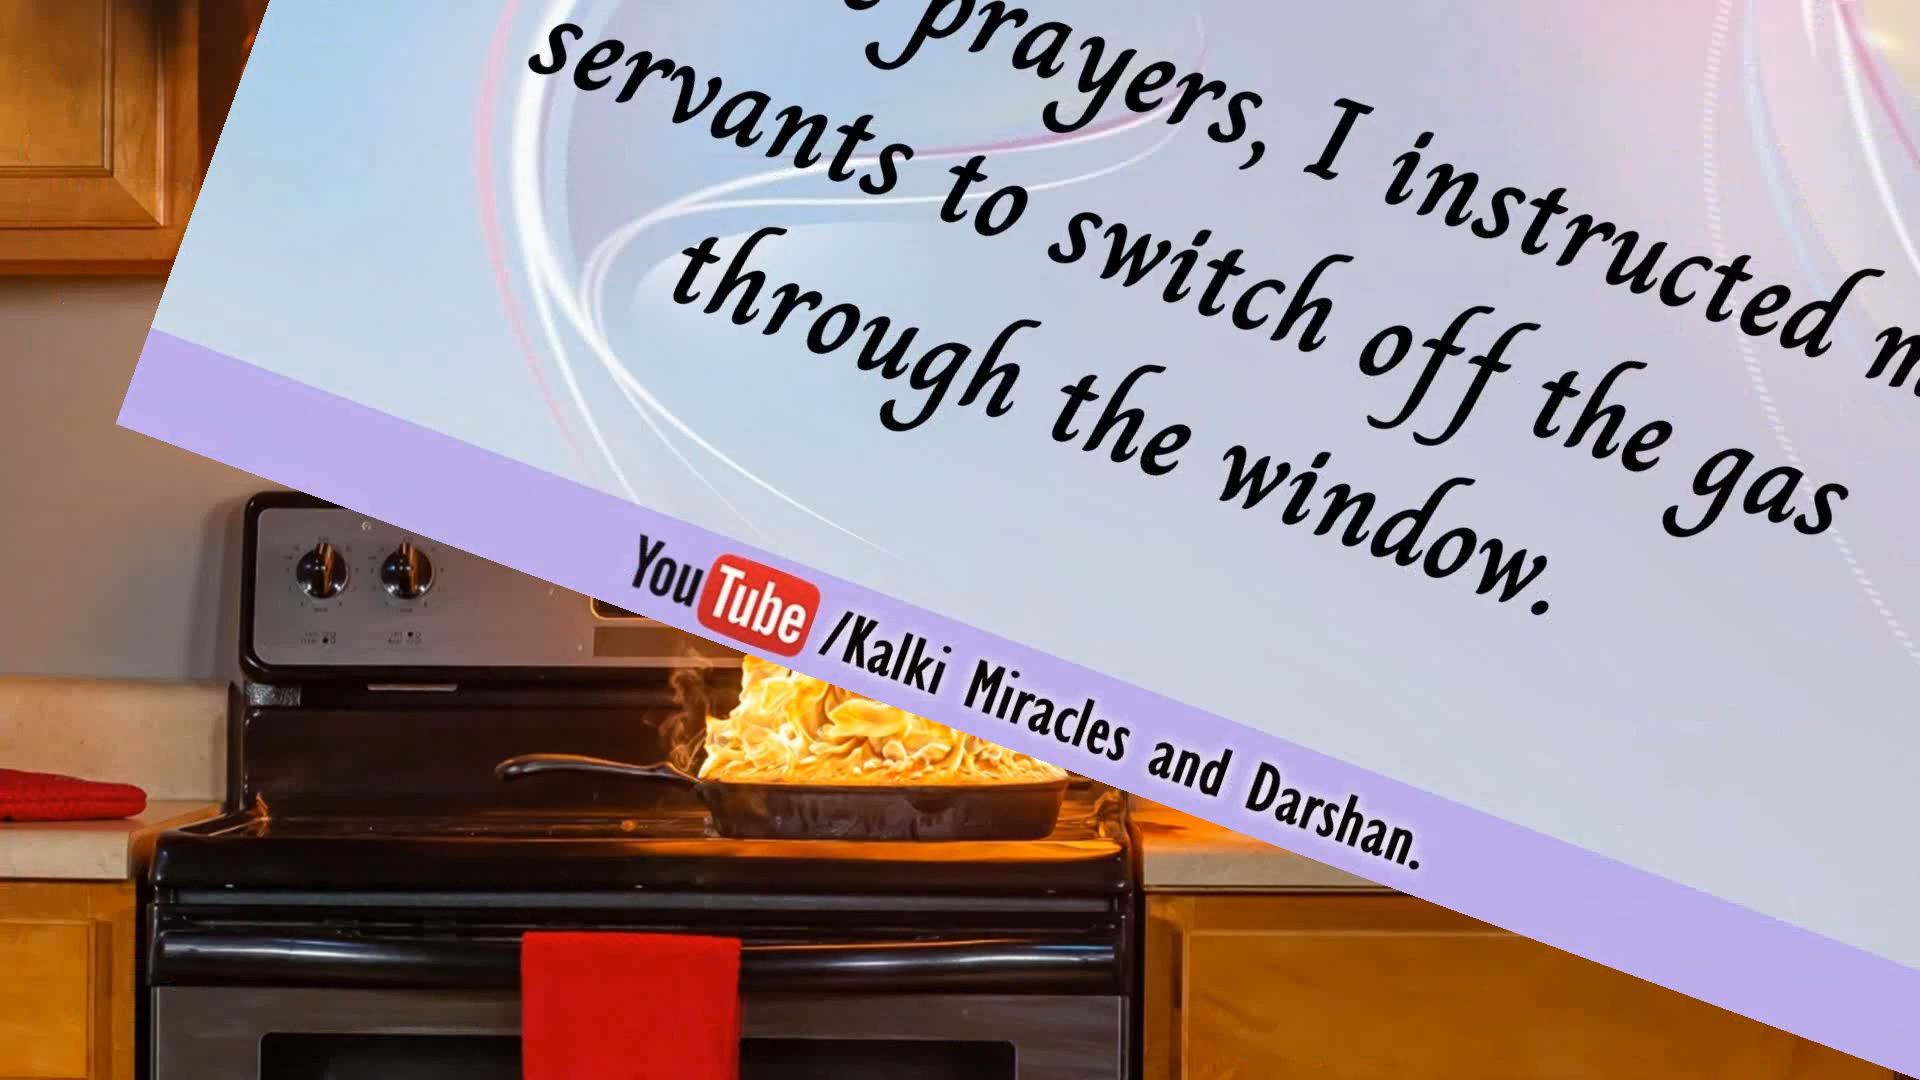 prayers, I instructed
servants to switch off the gas
through the window.
YouTube /Kalki Miracles and Darshan.